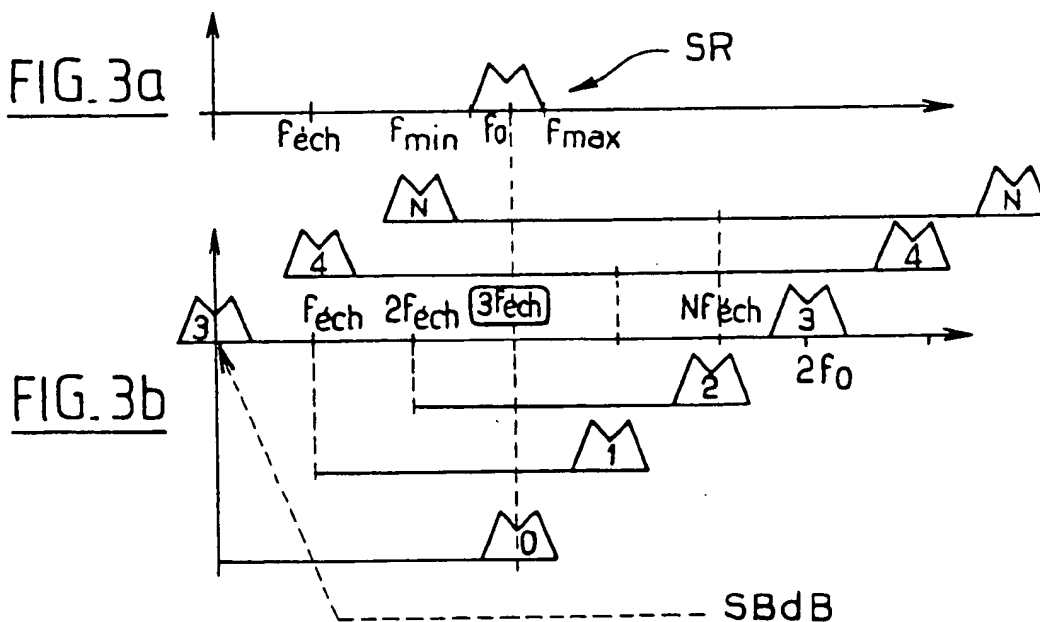 FIG. 3a
SR
féch fmin f0 fmax
N N
4 4
3 féch 2féch 3féch Nféch 3
2f0
2
FIG. 3b
1
0
SBdB